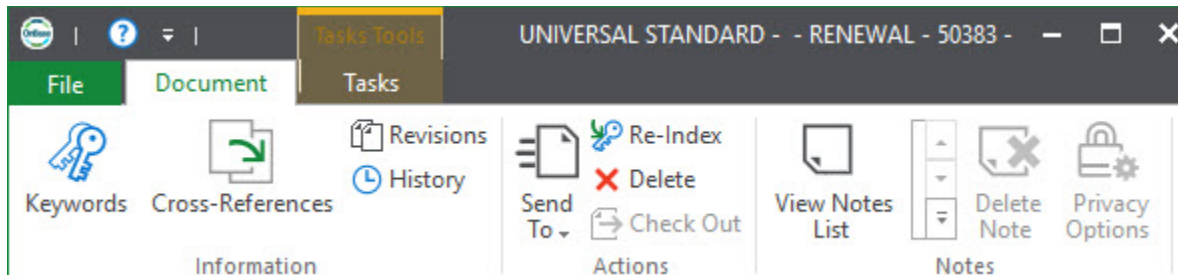 OnBase
Tasks Tools
UNIVERSAL STANDARD - - RENEWAL - 50383 -
File
Document
Tasks
Keywords
Cross-References
Revisions
History
Information
Send
To
Re-Index
Delete
Check Out
Actions
View Notes
List
Delete
Note
Privacy
Options
Notes